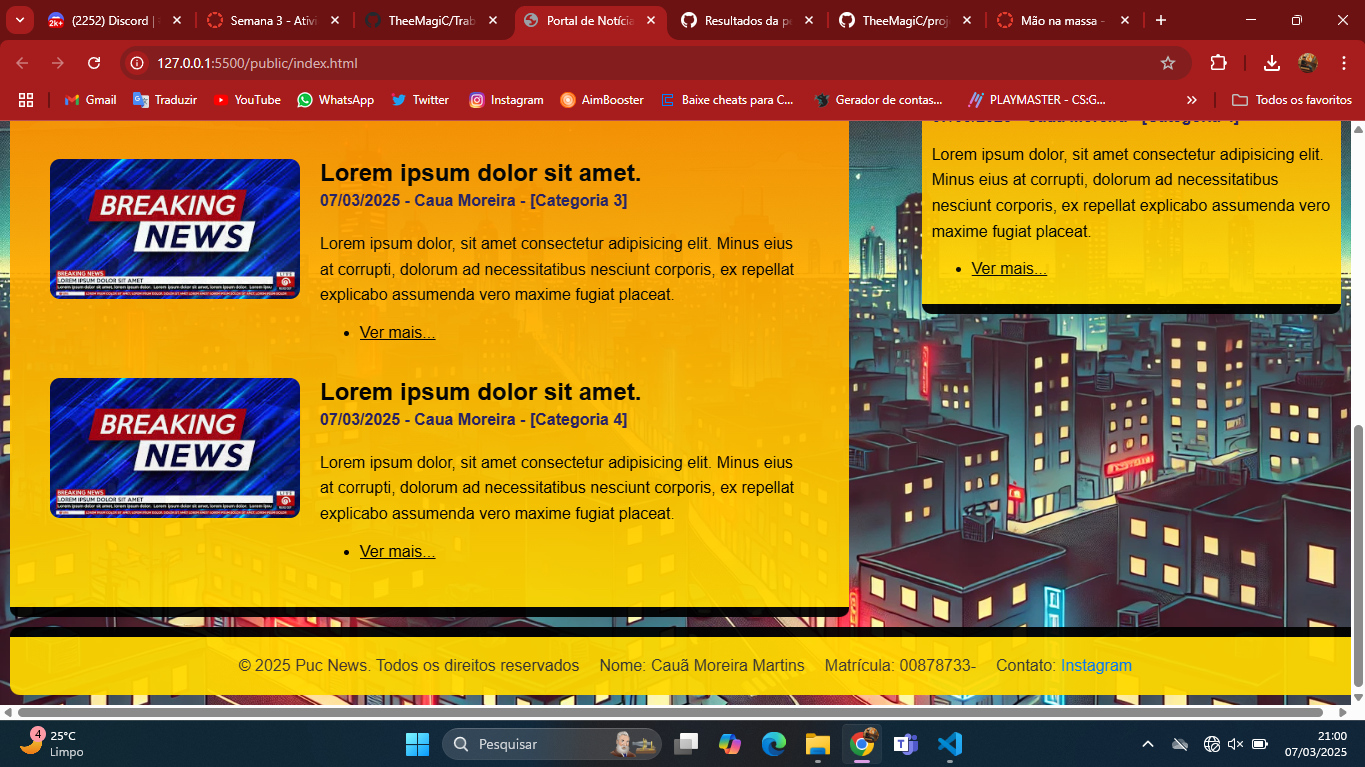 (2252) Discord |
Semana 3 - Ativi
TheeMagiC/Trab
Portal de Notícia
Resultados da pe
TheeMagiC/proj
Mão na massa -
127.0.0.1:5500/public/index.html
Gmail
Traduzir
YouTube
WhatsApp
Twitter
Instagram
AimBooster
Baixe cheats para C...
Gerador de contas...
PLAYMASTER - CS:G...
Todos os favoritos
Lorem ipsum dolor sit amet.
07/03/2025 - Caua Moreira - [Categoria 3]
Lorem ipsum dolor, sit amet consectetur adipisicing elit. Minus eius
at corrupti, dolorum ad necessitatibus nesciunt corporis, ex repellat
explicabo assumenda vero maxime fugiat placeat.
Ver mais...
BREAKING
NEWS
BREAKING NEWS
LOREM IPSUM DOLOR SIT AMET
LIVE
Lorem ipsum dolor sit amet.
07/03/2025 - Caua Moreira - [Categoria 4]
Lorem ipsum dolor, sit amet consectetur adipisicing elit. Minus eius
at corrupti, dolorum ad necessitatibus nesciunt corporis, ex repellat
explicabo assumenda vero maxime fugiat placeat.
Ver mais...
BREAKING
NEWS
BREAKING NEWS
LOREM IPSUM DOLOR SIT AMET
LIVE
Lorem ipsum dolor, sit amet consectetur adipisicing elit.
Minus eius at corrupti, dolorum ad necessitatibus
nesciunt corporis, ex repellat explicabo assumenda vero
maxime fugiat placeat.
Ver mais...
© 2025 Puc News. Todos os direitos reservados
Nome: Cauã Moreira Martins
Matrícula: 00878733-
Contato: Instagram
4
25°C
Limpo
Pesquisar
21:00
07/03/2025